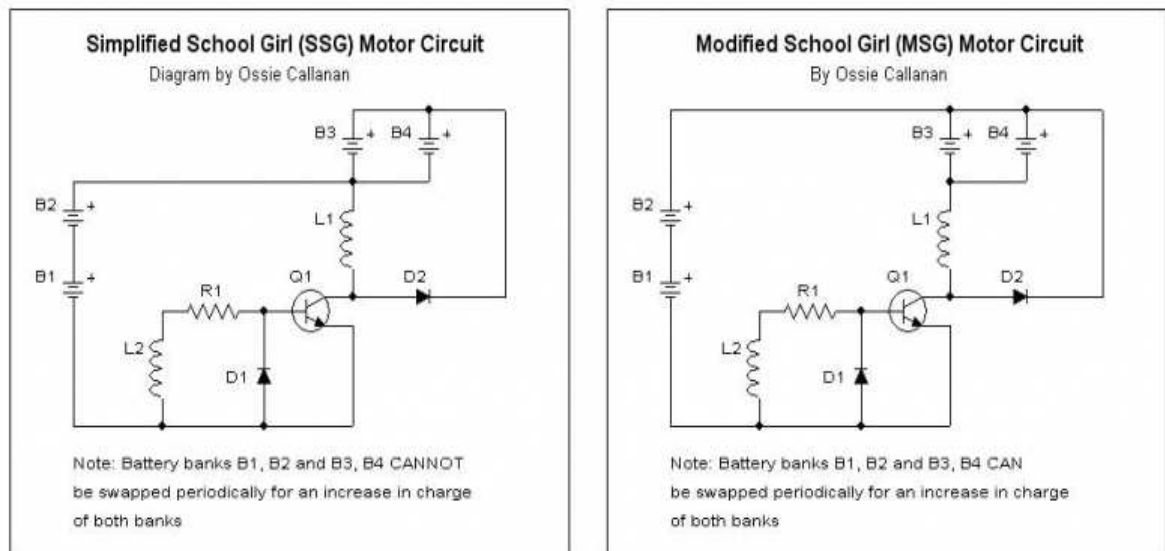 Simplified School Girl (SSG) Motor Circuit
Diagram by Ossie Callanan
B3
+
B4
+
B2
+
L1
B1
+
Q1
D2
R1
L2
D1
Note: Battery banks B1, B2 and B3, B4 CANNOT
be swapped periodically for an increase in charge
of both banks
Modified School Girl (MSG) Motor Circuit
By Ossie Callanan
B3
+
B4
+
B2
+
L1
B1
+
Q1
D2
R1
L2
D1
Note: Battery banks B1, B2 and B3, B4 CAN
be swapped periodically for an increase in charge
of both banks